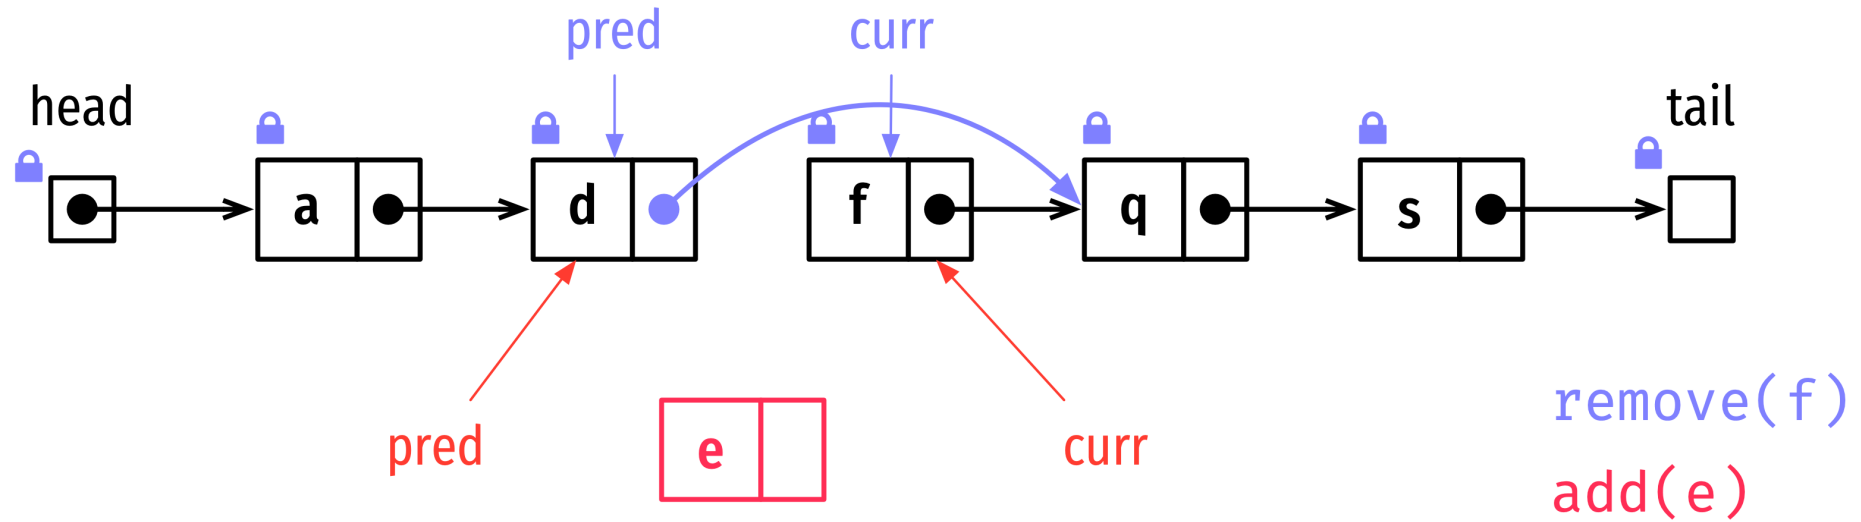 pred curr
head tail
a d f q s
pred e curr
remove(f)
add(e)